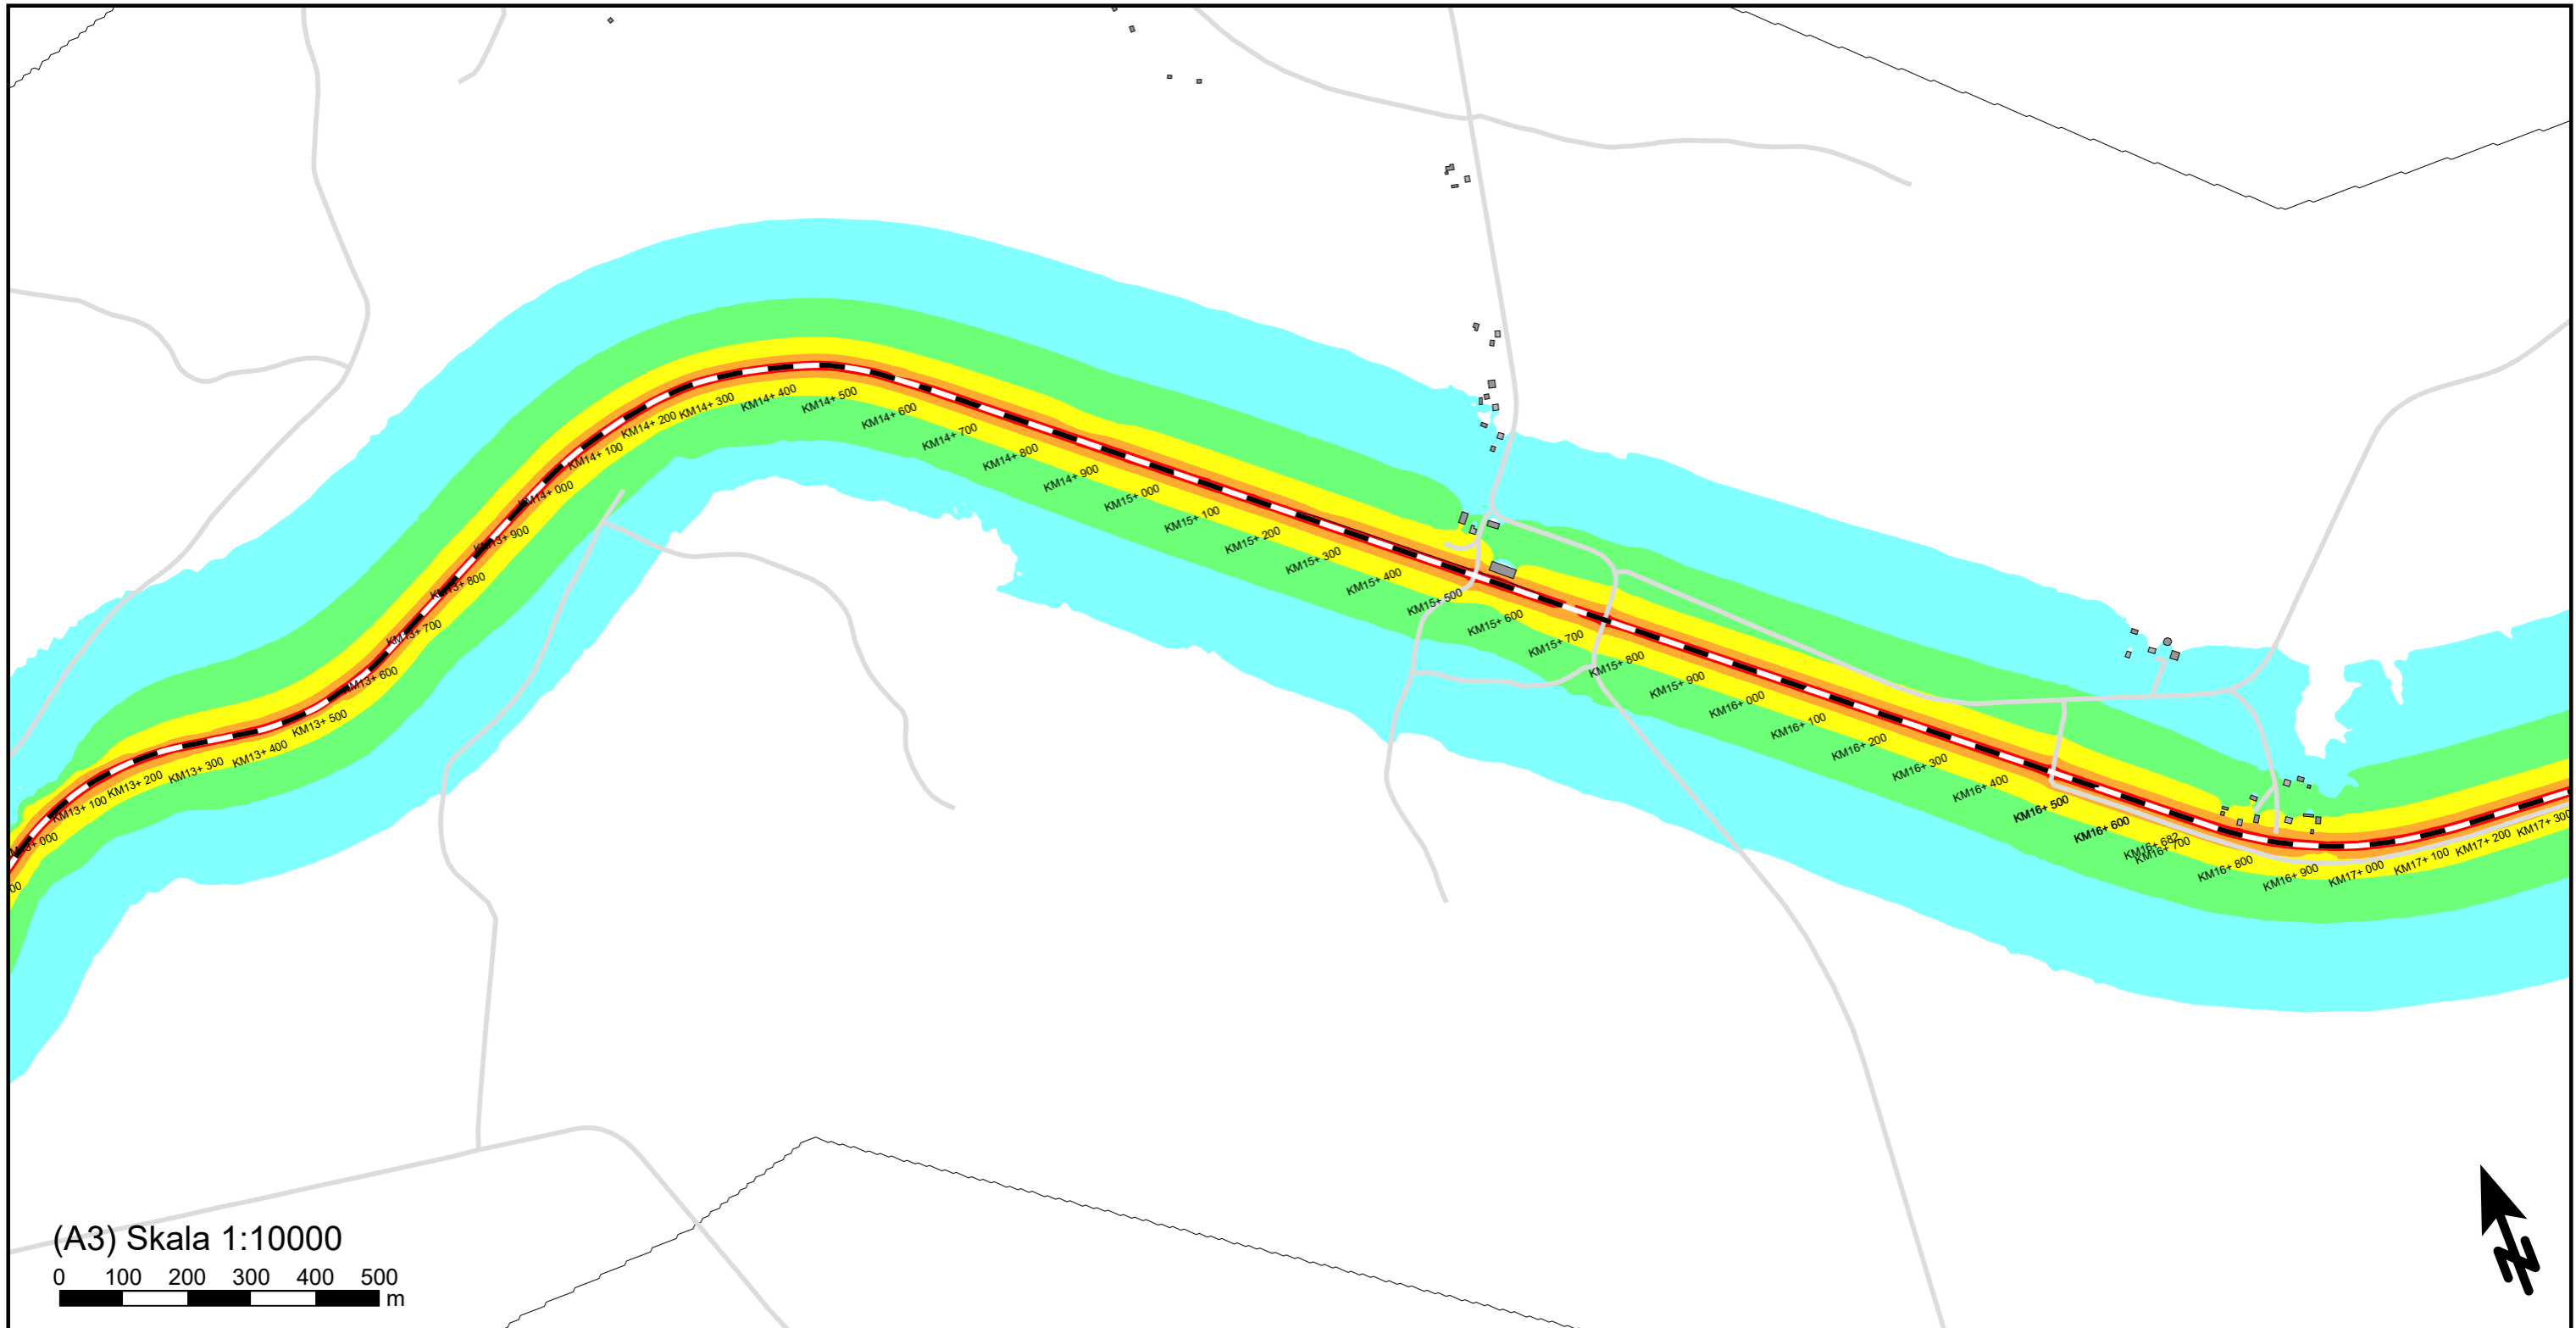 KM13+ 000
KM13+ 100
KM13+ 200
KM13+ 300
KM13+ 400
KM13+ 500
KM13+ 600
KM13+ 700
KM13+ 800
KM13+ 900
KM14+ 000
KM14+ 100
KM14+ 200
KM14+ 300
KM14+ 400
KM14+ 500
KM14+ 600
KM14+ 700
KM14+ 800
KM14+ 900
KM15+ 000
KM15+ 100
KM15+ 200
KM15+ 300
KM15+ 400
KM15+ 500
KM15+ 600
KM15+ 700
KM15+ 800
KM15+ 900
KM16+ 000
KM16+ 100
KM16+ 200
KM16+ 300
KM16+ 400
KM16+ 500
KM16+ 600
KM16+ 682
KM16+ 700
KM16+ 800
KM16+ 900
KM17+ 000
KM17+ 100
KM17+ 200
KM17+ 300
00
(A3) Skala 1:10000
0 100 200 300 400 500
m
N